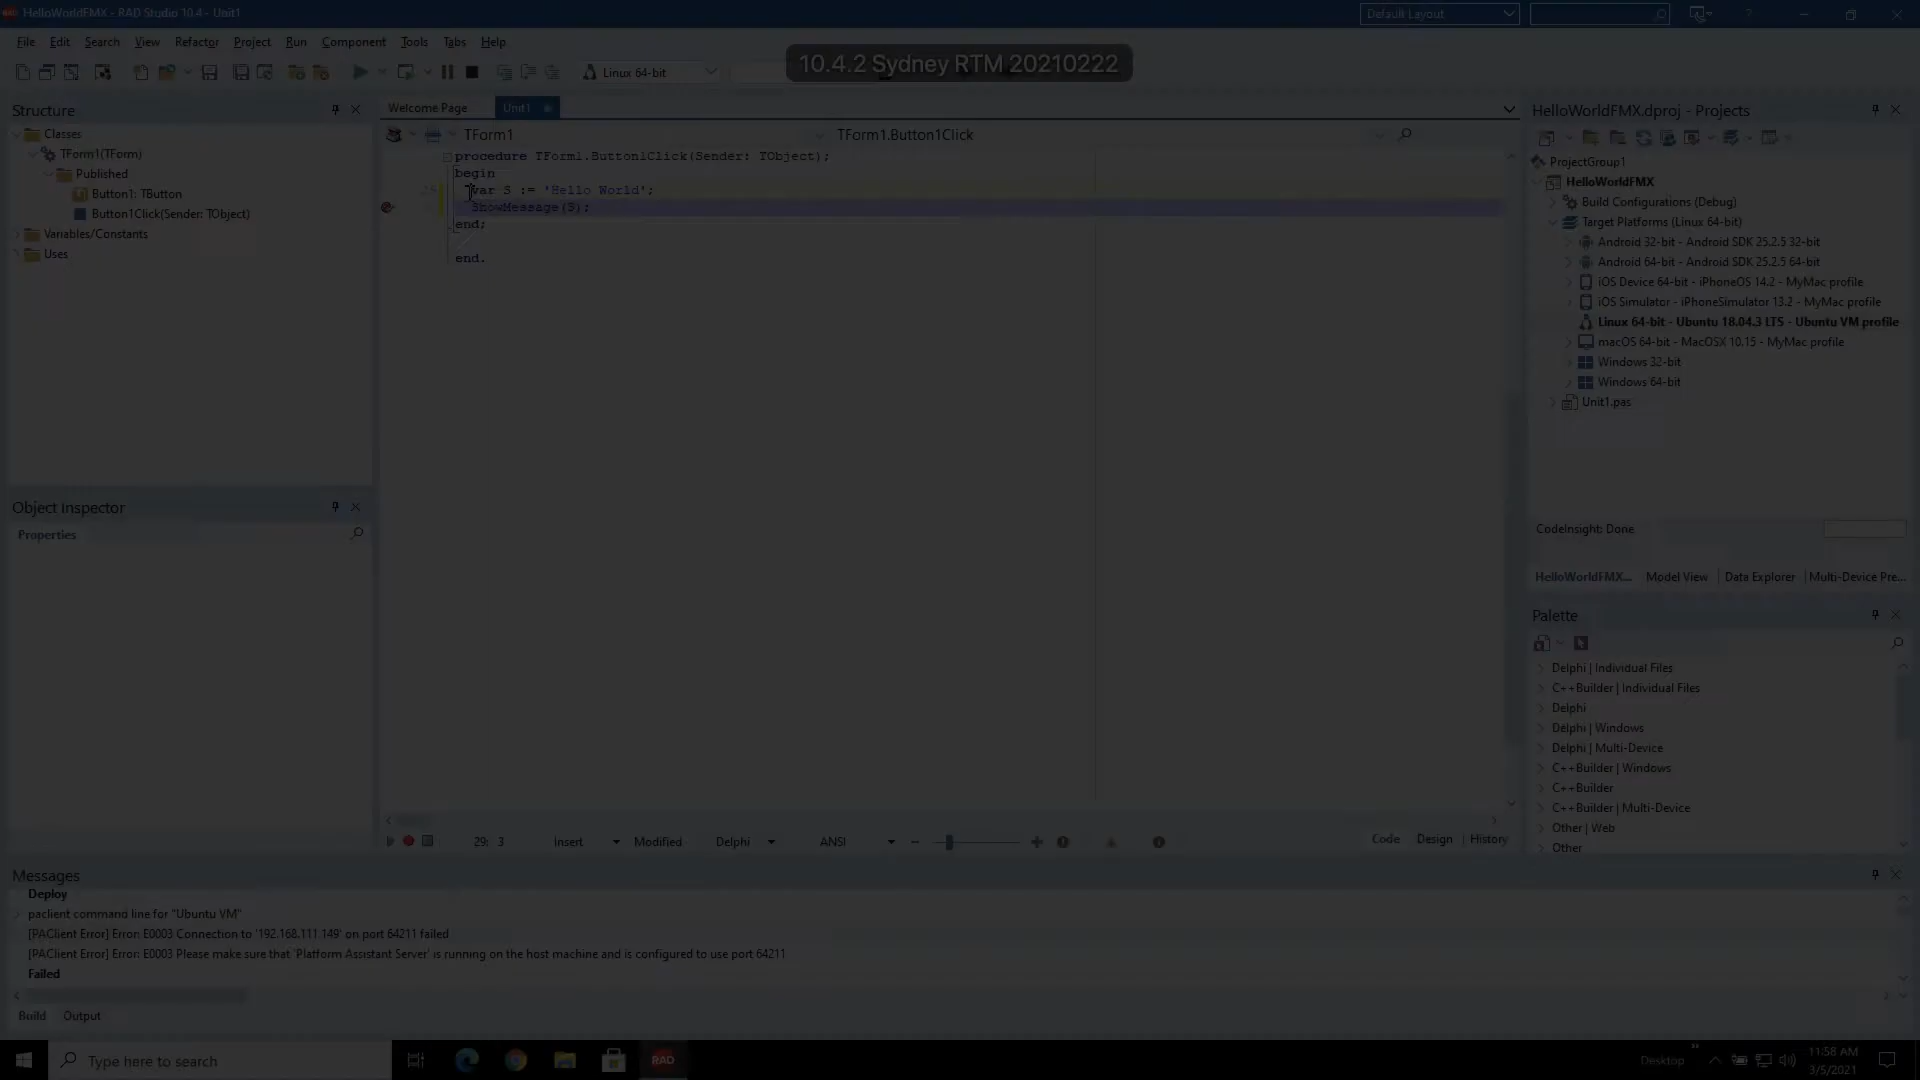 HelloWorldFMX - RAD Studio 10.4 - Unit1
Default Layout
File Edit Search View Refactor Project Run Component Tools Tabs Help
Linux 64-bit
10.4.2 Sydney RTM 20210222
Structure
Classes
TForm1(TForm)
Published
Button1: TButton
Button1Click(Sender: TObject)
Variables/Constants
Uses
Object Inspector
Properties
Welcome Page
Unit1
TForm1
TForm1.Button1Click
procedure TForm1.Button1Click(Sender: TObject);
begin
var S := 'Hello World';
ShowMessage(S);
end;
end.
29: 3
Insert
Modified
Delphi
ANSI
Code
Design
History
HelloWorldFMX.dproj - Projects
ProjectGroup1
HelloWorldFMX
Build Configurations (Debug)
Target Platforms (Linux 64-bit)
Android 32-bit - Android SDK 25.2.5 32-bit
Android 64-bit - Android SDK 25.2.5 64-bit
iOS Device 64-bit - iPhoneOS 14.2 - MyMac profile
iOS Simulator - iPhoneSimulator 13.2 - MyMac profile
Linux 64-bit - Ubuntu 18.04.3 LTS - Ubuntu VM profile
macOS 64-bit - MacOSX 10.15 - MyMac profile
Windows 32-bit
Windows 64-bit
Unit1.pas
CodeInsight: Done
HelloWorldFMX...
Model View
Data Explorer
Multi-Device Pre...
Palette
Delphi | Individual Files
C++Builder | Individual Files
Delphi
Delphi | Windows
Delphi | Multi-Device
C++Builder | Windows
C++Builder
C++Builder | Multi-Device
Other | Web
Other
Messages
Deploy
paclient command line for "Ubuntu VM"
[PAClient Error] Error: E0003 Connection to '192.168.111.149' on port 64211 failed
[PAClient Error] Error: E0003 Please make sure that 'Platform Assistant Server' is running on the host machine and is configured to use port 64211
Failed
Build
Output
Type here to search
RAD
Desktop
11:58 AM
3/5/2021